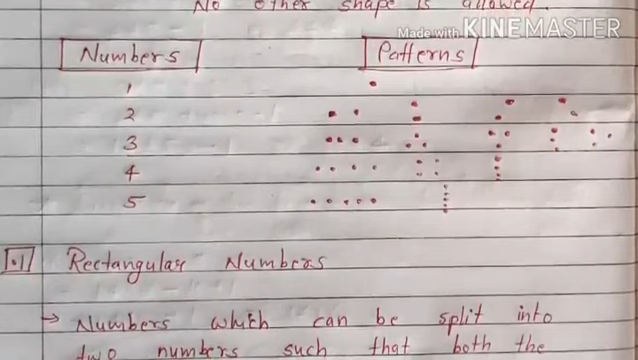 No other shape is allowed.
Made with KINEMASTER
Numbers Patterns
1
2
3
4
5
.1 Rectangular Numbers
→ Numbers which can be split into
two numbers such that both the